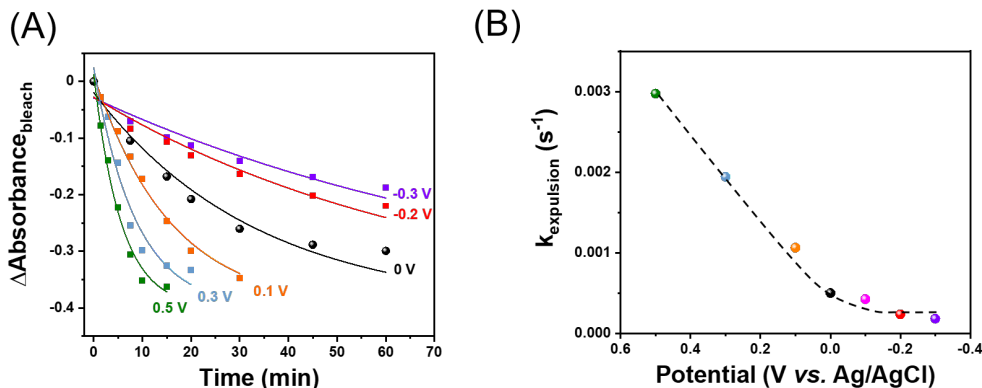 (A)
ΔAbsorbance_bleach
0
-0.1
-0.2
-0.3
-0.4
0 10 20 30 40 50 60 70
Time (min)
-0.3 V
-0.2 V
0 V
0.1 V
0.3 V
0.5 V
(B)
k_expulsion (s⁻¹)
0.003
0.002
0.001
0.000
0.6 0.4 0.2 0.0 -0.2 -0.4
Potential (V vs. Ag/AgCl)